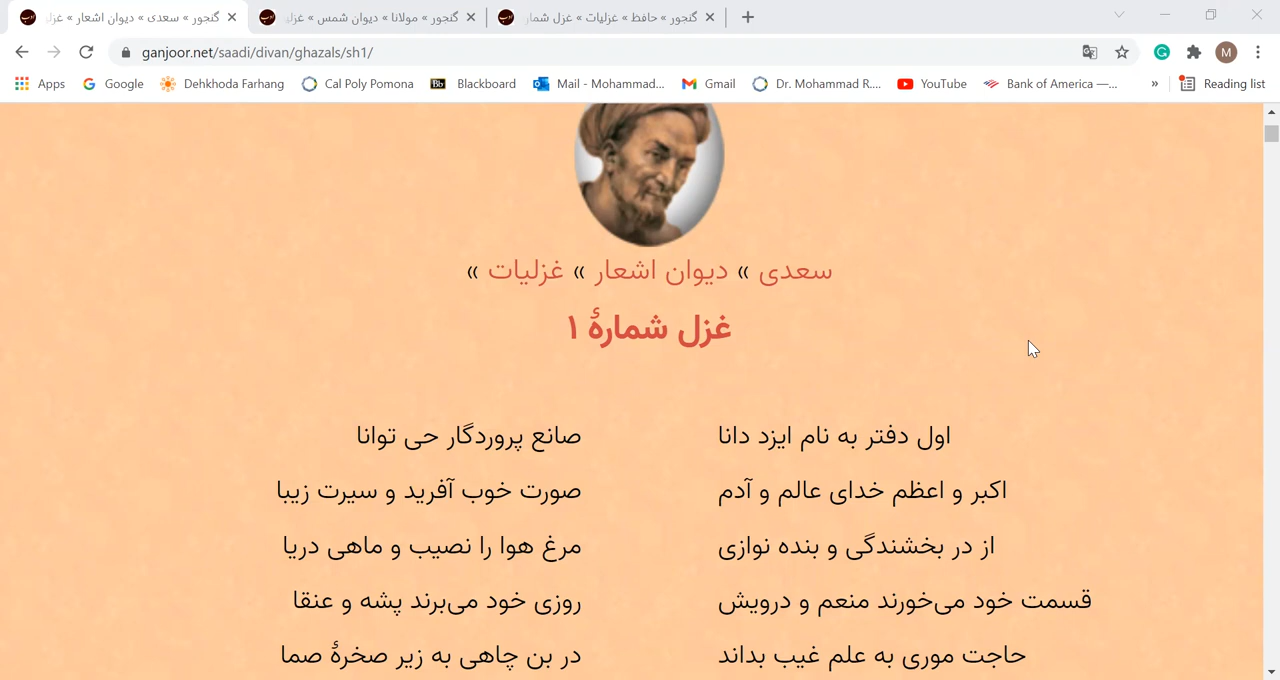 گنجور » سعدی » دیوان اشعار » غزل
گنجور » مولانا » دیوان شمس » غزلی
گنجور » حافظ » غزلیات » غزل شمار
ganjoor.net/saadi/divan/ghazals/sh1/
M
Apps Google Dehkhoda Farhang Cal Poly Pomona Bb Blackboard Mail - Mohammad... Gmail Dr. Mohammad R.... YouTube Bank of America —... » Reading list
سعدی » دیوان اشعار » غزلیات »
غزل شمارهٔ ۱
اول دفتر به نام ایزد دانا صانع پروردگار حی توانا
اکبر و اعظم خدای عالم و آدم صورت خوب آفرید و سیرت زیبا
از در بخشندگی و بنده نوازی مرغ هوا را نصیب و ماهی دریا
قسمت خود می‌خورند منعم و درویش روزی خود می‌برند پشه و عنقا
حاجت موری به علم غیب بداند در بن چاهی به زیر صخرهٔ صما